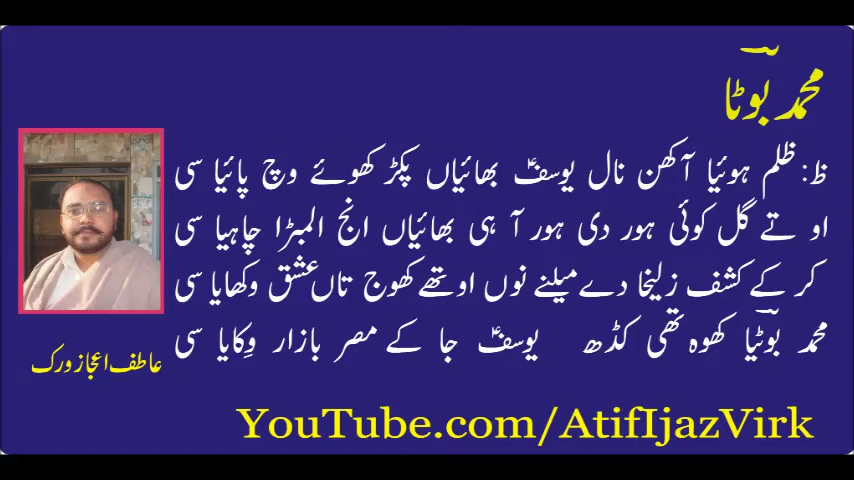 محمد بوٹاؔ
ظ: ظلم ہوئیا آکھن نال یوسفؑ بھائیاں پکڑ کھوئے وچ پائیا سی
او تے گل کوئی ہور دی ہور آ ہی بھائیاں انج المبڑا چاہیا سی
کر کے کشف زلیخا دے میلنے نوں اوتھے کھوج تاں عشق وکھایا سی
محمد بوٹیاؔ کھوہ تھی کڈھ یوسفؑ جا کے مصر بازار وِکایا سی
عاطف اعجاز ورک
YouTube.com/AtifIjazVirk